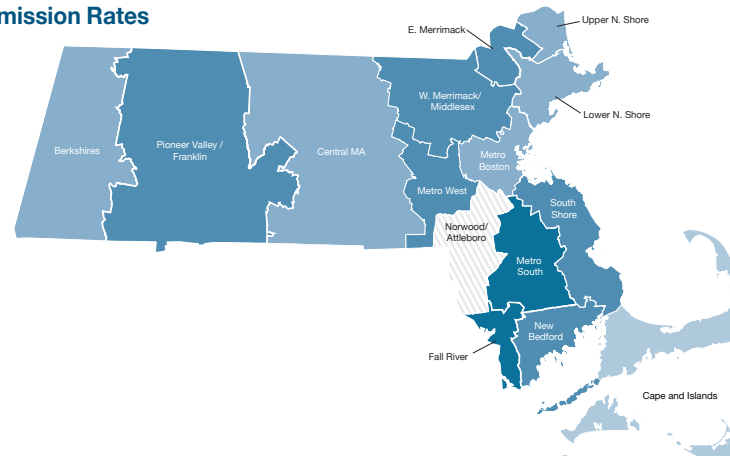 mission Rates
Upper N. Shore
E. Merrimack
W. Merrimack/
Middlesex
Lower N. Shore
Berkshires
Pioneer Valley /
Franklin
Central MA
Metro
Boston
Metro West
South
Shore
Norwood/
Attleboro
Metro
South
New
Bedford
Fall River
Cape and Islands